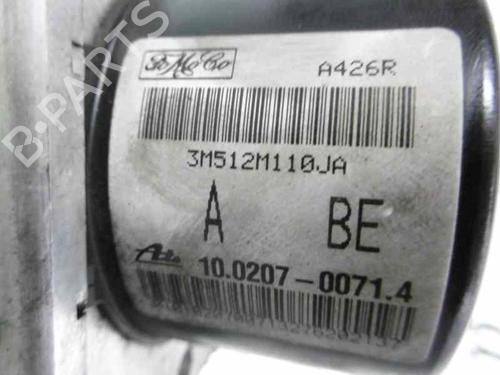 FoMoCo
A426R
3M512M110JA
A BE
Ate 10.0207-0071.4
B-PARTS